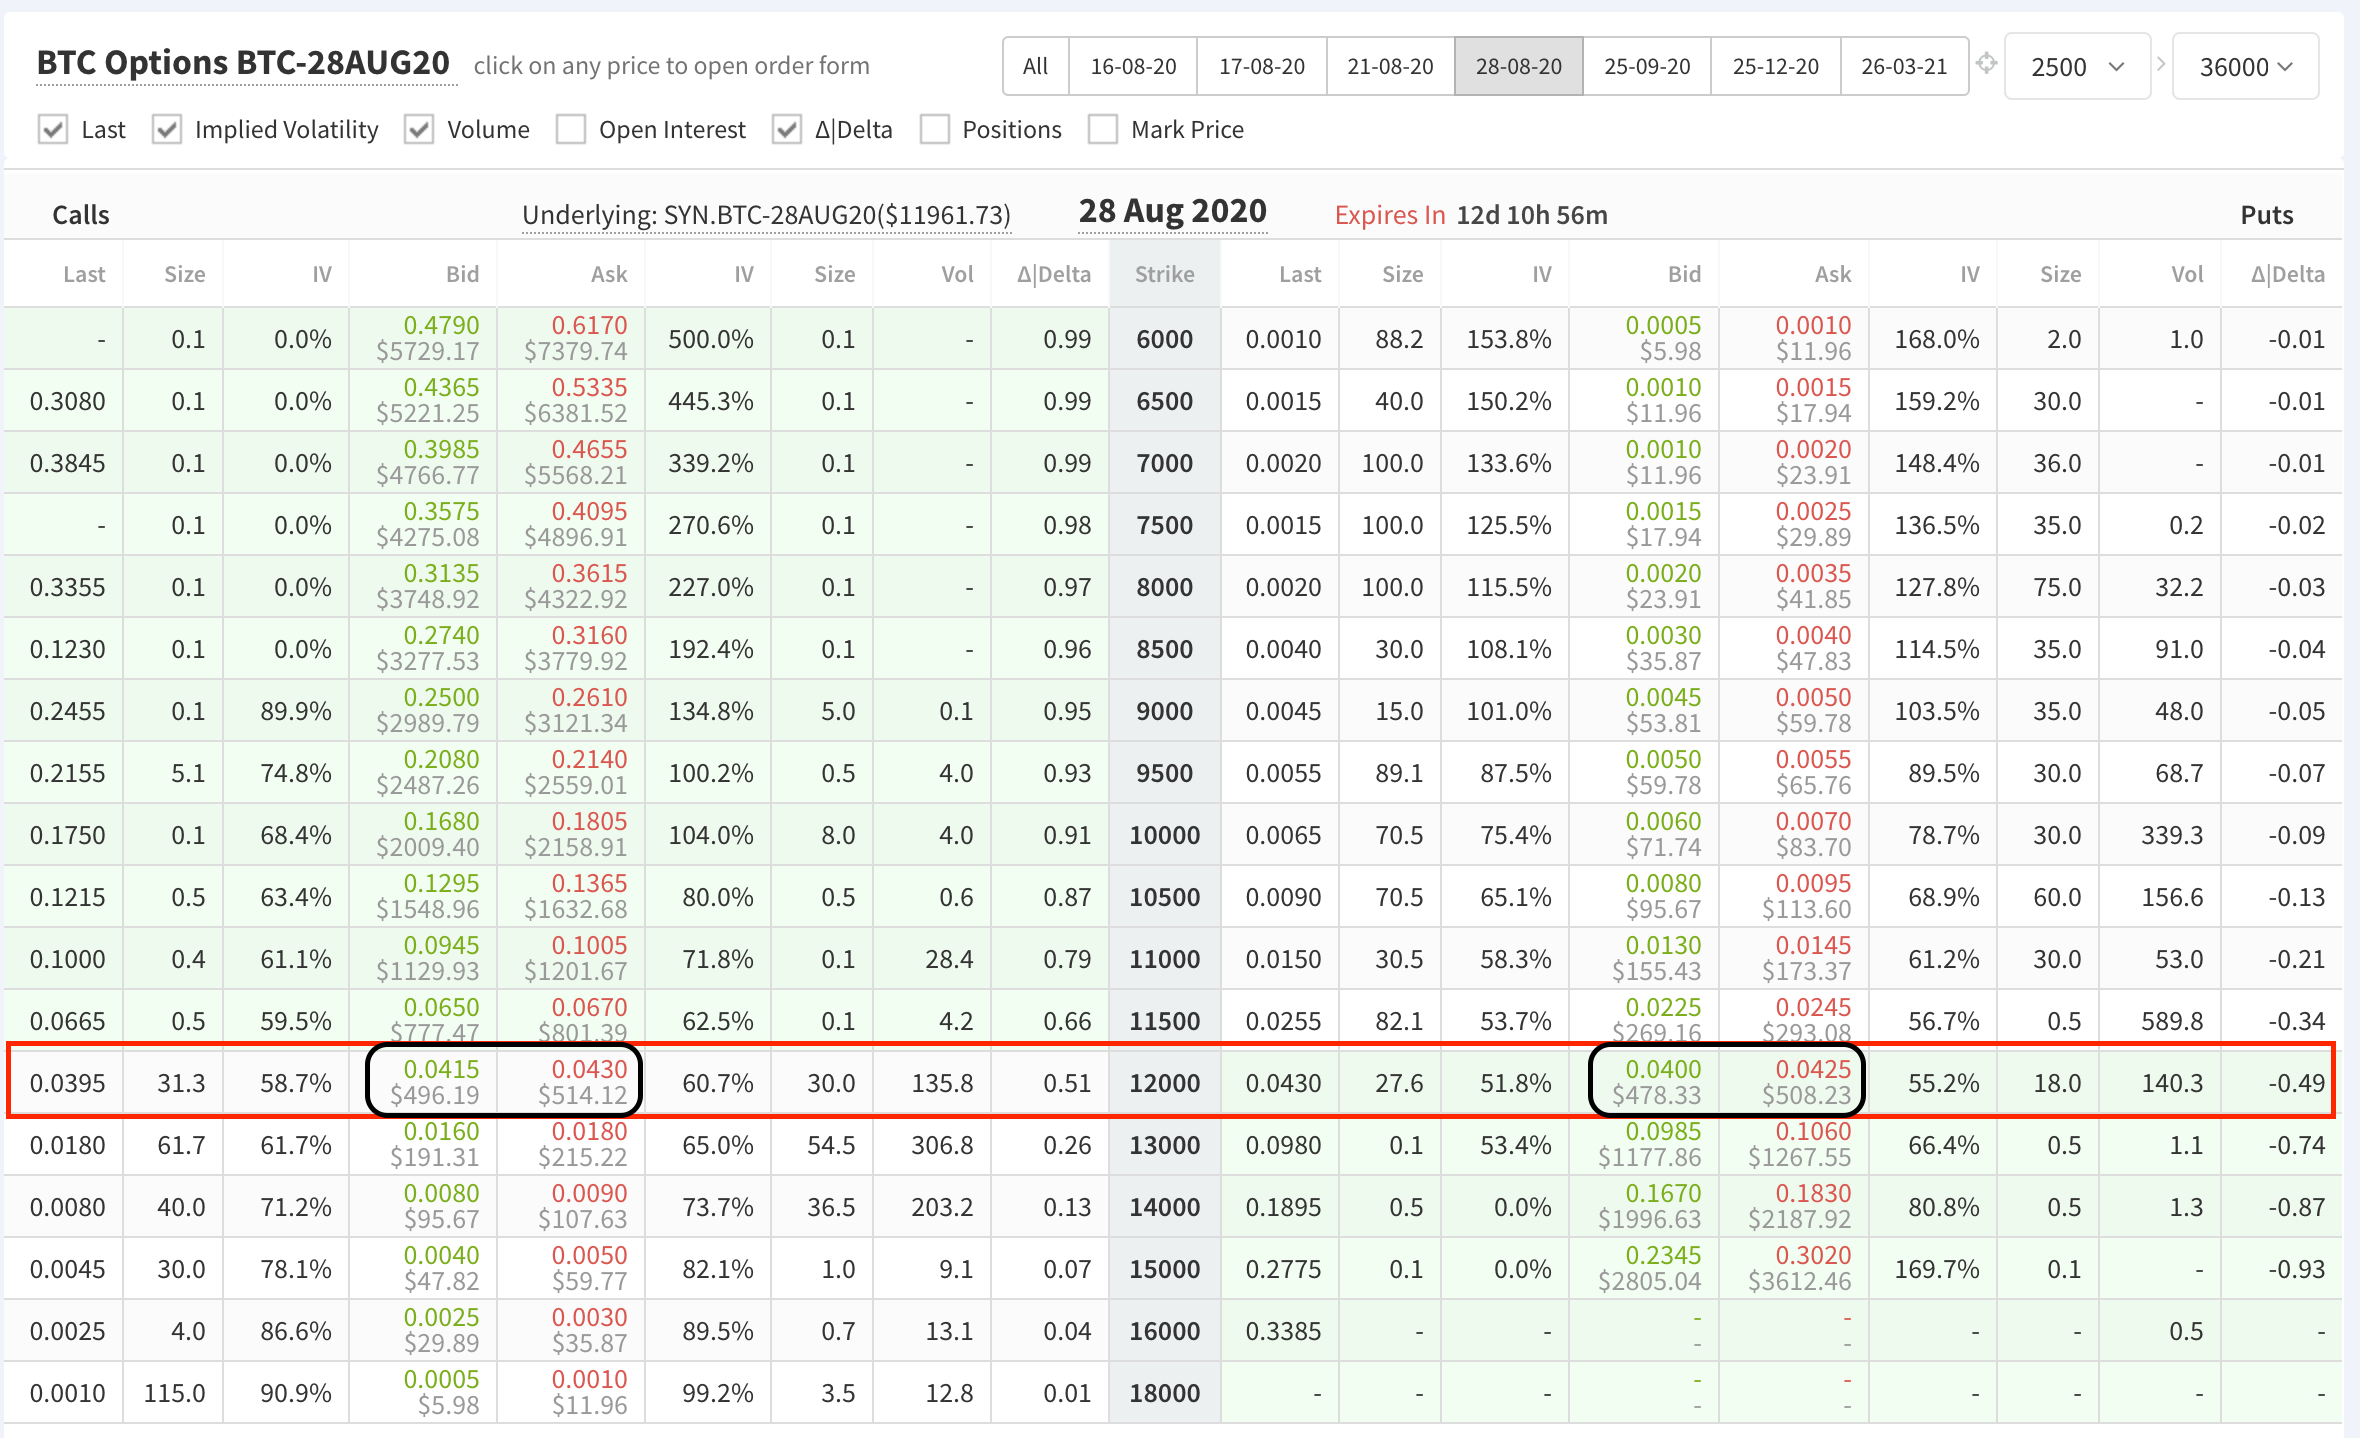 BTC Options BTC-28AUG20 click on any price to open order form All 16-08-20 17-08-20 21-08-20 28-08-20 25-09-20 25-12-20 26-03-21 2500 > 36000
Last Implied Volatility Volume Open Interest Δ|Delta Positions Mark Price
Calls Underlying: SYN.BTC-28AUG20($11961.73) 28 Aug 2020 Expires In 12d 10h 56m Puts
Last Size IV Bid Ask IV Size Vol Δ|Delta Strike Last Size IV Bid Ask IV Size Vol Δ|Delta
- 0.1 0.0% 0.4790 $5729.17 0.6170 $7379.74 500.0% 0.1 - 0.99 6000 0.0010 88.2 153.8% 0.0005 $5.98 0.0010 $11.96 168.0% 2.0 1.0 -0.01
0.3080 0.1 0.0% 0.4365 $5221.25 0.5335 $6381.52 445.3% 0.1 - 0.99 6500 0.0015 40.0 150.2% 0.0010 $11.96 0.0015 $17.94 159.2% 30.0 - -0.01
0.3845 0.1 0.0% 0.3985 $4766.77 0.4655 $5568.21 339.2% 0.1 - 0.99 7000 0.0020 100.0 133.6% 0.0010 $11.96 0.0020 $23.91 148.4% 36.0 - -0.01
- 0.1 0.0% 0.3575 $4275.08 0.4095 $4896.91 270.6% 0.1 - 0.98 7500 0.0015 100.0 125.5% 0.0015 $17.94 0.0025 $29.89 136.5% 35.0 0.2 -0.02
0.3355 0.1 0.0% 0.3135 $3748.92 0.3615 $4322.92 227.0% 0.1 - 0.97 8000 0.0020 100.0 115.5% 0.0020 $23.91 0.0035 $41.85 127.8% 75.0 32.2 -0.03
0.1230 0.1 0.0% 0.2740 $3277.53 0.3160 $3779.92 192.4% 0.1 - 0.96 8500 0.0040 30.0 108.1% 0.0030 $35.87 0.0040 $47.83 114.5% 35.0 91.0 -0.04
0.2455 0.1 89.9% 0.2500 $2989.79 0.2610 $3121.34 134.8% 5.0 0.1 0.95 9000 0.0045 15.0 101.0% 0.0045 $53.81 0.0050 $59.78 103.5% 35.0 48.0 -0.05
0.2155 5.1 74.8% 0.2080 $2487.26 0.2140 $2559.01 100.2% 0.5 4.0 0.93 9500 0.0055 89.1 87.5% 0.0050 $59.78 0.0055 $65.76 89.5% 30.0 68.7 -0.07
0.1750 0.1 68.4% 0.1680 $2009.40 0.1805 $2158.91 104.0% 8.0 4.0 0.91 10000 0.0065 70.5 75.4% 0.0060 $71.74 0.0070 $83.70 78.7% 30.0 339.3 -0.09
0.1215 0.5 63.4% 0.1295 $1548.96 0.1365 $1632.68 80.0% 0.5 0.6 0.87 10500 0.0090 70.5 65.1% 0.0080 $95.67 0.0095 $113.60 68.9% 60.0 156.6 -0.13
0.1000 0.4 61.1% 0.0945 $1129.93 0.1005 $1201.67 71.8% 0.1 28.4 0.79 11000 0.0150 30.5 58.3% 0.0130 $155.43 0.0145 $173.37 61.2% 30.0 53.0 -0.21
0.0665 0.5 59.5% 0.0650 $777.47 0.0670 $801.39 62.5% 0.1 4.2 0.66 11500 0.0255 82.1 53.7% 0.0225 $269.16 0.0245 $293.08 56.7% 0.5 589.8 -0.34
0.0395 31.3 58.7% 0.0415 $496.19 0.0430 $514.12 60.7% 30.0 135.8 0.51 12000 0.0430 27.6 51.8% 0.0400 $478.33 0.0425 $508.23 55.2% 18.0 140.3 -0.49
0.0180 61.7 61.7% 0.0160 $191.31 0.0180 $215.22 65.0% 54.5 306.8 0.26 13000 0.0980 0.1 53.4% 0.0985 $1177.86 0.1060 $1267.55 66.4% 0.5 1.1 -0.74
0.0080 40.0 71.2% 0.0080 $95.67 0.0090 $107.63 73.7% 36.5 203.2 0.13 14000 0.1895 0.5 0.0% 0.1670 $1996.63 0.1830 $2187.92 80.8% 0.5 1.3 -0.87
0.0045 30.0 78.1% 0.0040 $47.82 0.0050 $59.77 82.1% 1.0 9.1 0.07 15000 0.2775 0.1 0.0% 0.2345 $2805.04 0.3020 $3612.46 169.7% 0.1 - -0.93
0.0025 4.0 86.6% 0.0025 $29.89 0.0030 $35.87 89.5% 0.7 13.1 0.04 16000 0.3385 - - - - - - - - 0.5 -
0.0010 115.0 90.9% 0.0005 $5.98 0.0010 $11.96 99.2% 3.5 12.8 0.01 18000 - - - - - - - - - - -